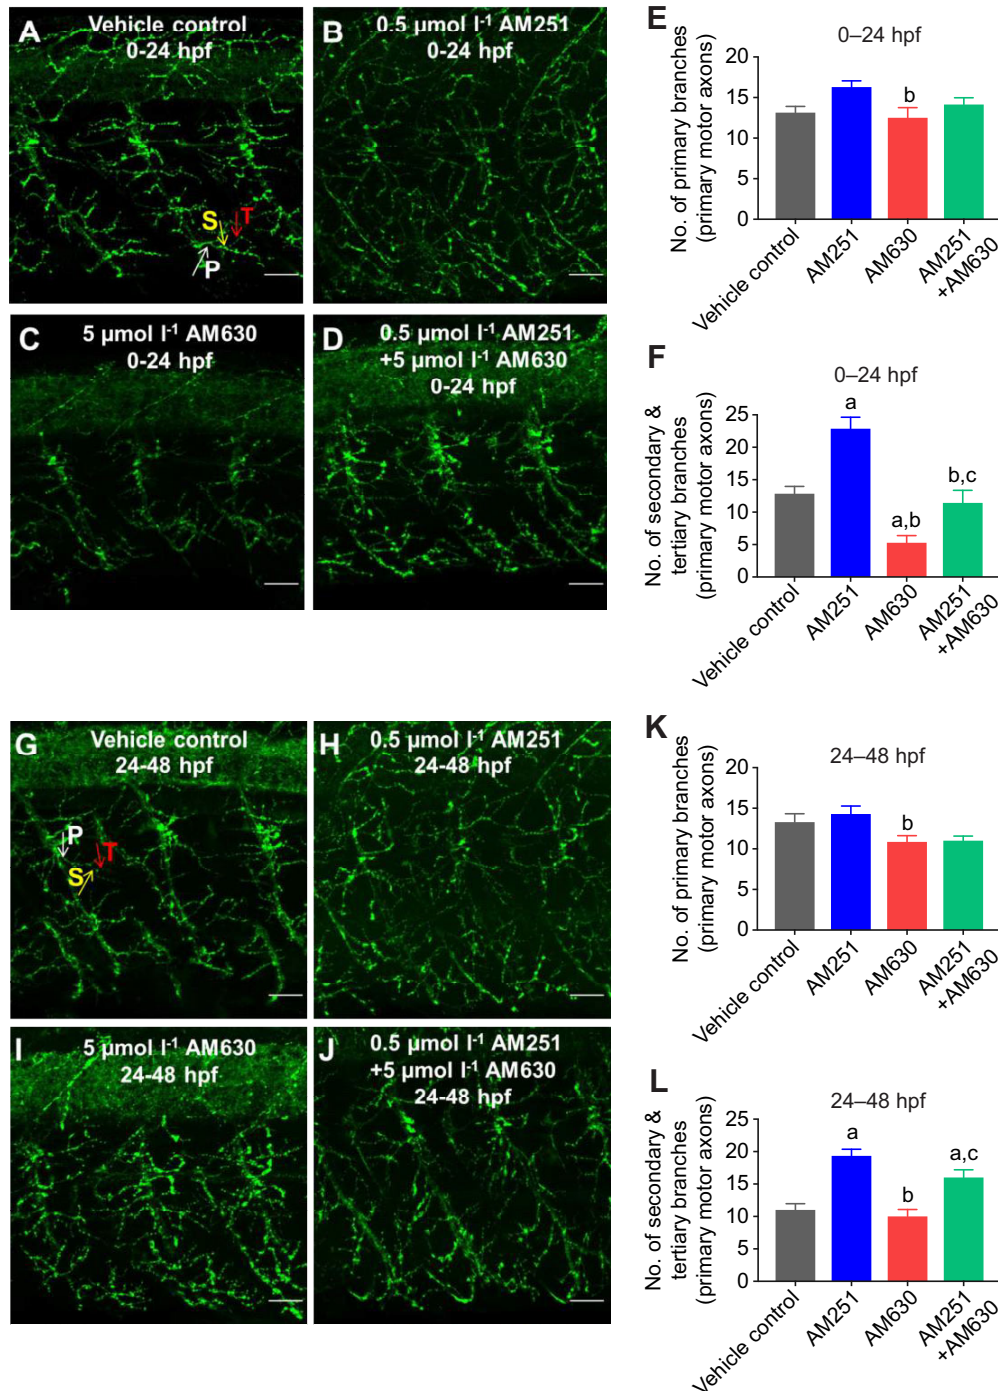 A
Vehicle control
0-24 hpf
B
0.5 µmol l-1 AM251
0-24 hpf
S
T
P
C
5 µmol l-1 AM630
0-24 hpf
D
0.5 µmol l-1 AM251
+5 µmol l-1 AM630
0-24 hpf
E
0–24 hpf
No. of primary branches
(primary motor axons)
20
15
10
5
0
b
Vehicle control
AM251
AM630
AM251
+AM630
F
0–24 hpf
No. of secondary &
tertiary branches
(primary motor axons)
25
20
15
10
5
0
a
a,b
b,c
Vehicle control
AM251
AM630
AM251
+AM630
G
Vehicle control
24-48 hpf
P
T
S
H
0.5 µmol l-1 AM251
24-48 hpf
I
5 µmol l-1 AM630
24-48 hpf
J
0.5 µmol l-1 AM251
+5 µmol l-1 AM630
24-48 hpf
K
24–48 hpf
No. of primary branches
(primary motor axons)
20
15
10
5
0
b
Vehicle control
AM251
AM630
AM251
+AM630
L
24–48 hpf
No. of secondary &
tertiary branches
(primary motor axons)
25
20
15
10
5
0
a
b
a,c
Vehicle control
AM251
AM630
AM251
+AM630